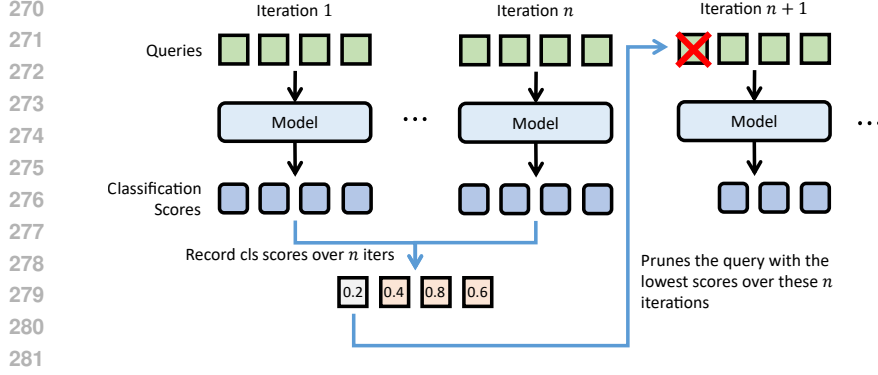 270
271
272
273
274
275
276
277
278
279
280
281
Iteration 1
Iteration n
Iteration n + 1
Queries
Model
...
Model
Model
...
Classification
Scores
Record cls scores over n iters
0.2 0.4 0.8 0.6
Prunes the query with the
lowest scores over these n
iterations